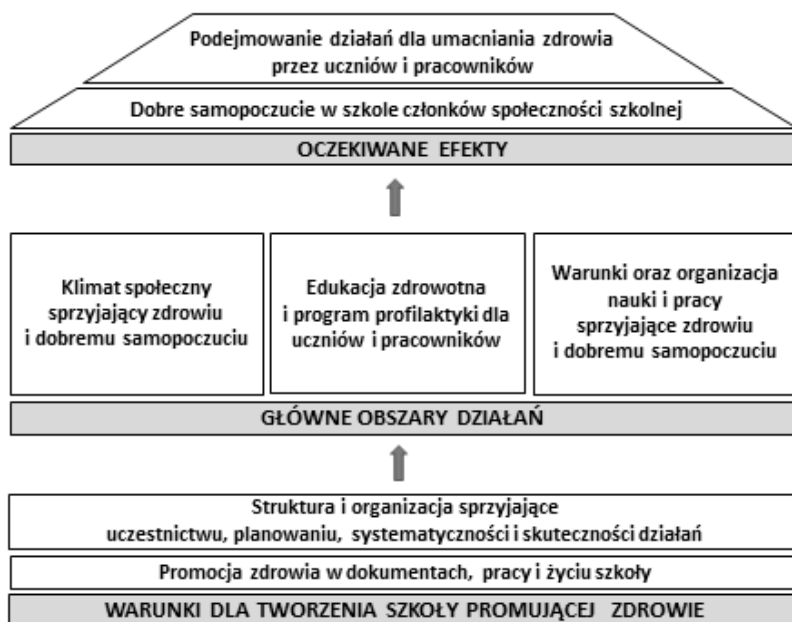 Podejmowanie działań dla umacniania zdrowia
przez uczniów i pracowników
Dobre samopoczucie w szkole członków społeczności szkolnej
OCZEKIWANE EFEKTY
Klimat społeczny
sprzyjający zdrowiu
i dobremu samopoczuciu
Edukacja zdrowotna
i program profilaktyki dla
uczniów i pracowników
Warunki oraz organizacja
nauki i pracy
sprzyjające zdrowiu
i dobremu samopoczuciu
GŁÓWNE OBSZARY DZIAŁAŃ
Struktura i organizacja sprzyjające
uczestnictwu, planowaniu, systematyczności i skuteczności działań
Promocja zdrowia w dokumentach, pracy i życiu szkoły
WARUNKI DLA TWORZENIA SZKOŁY PROMUJĄCEJ ZDROWIE